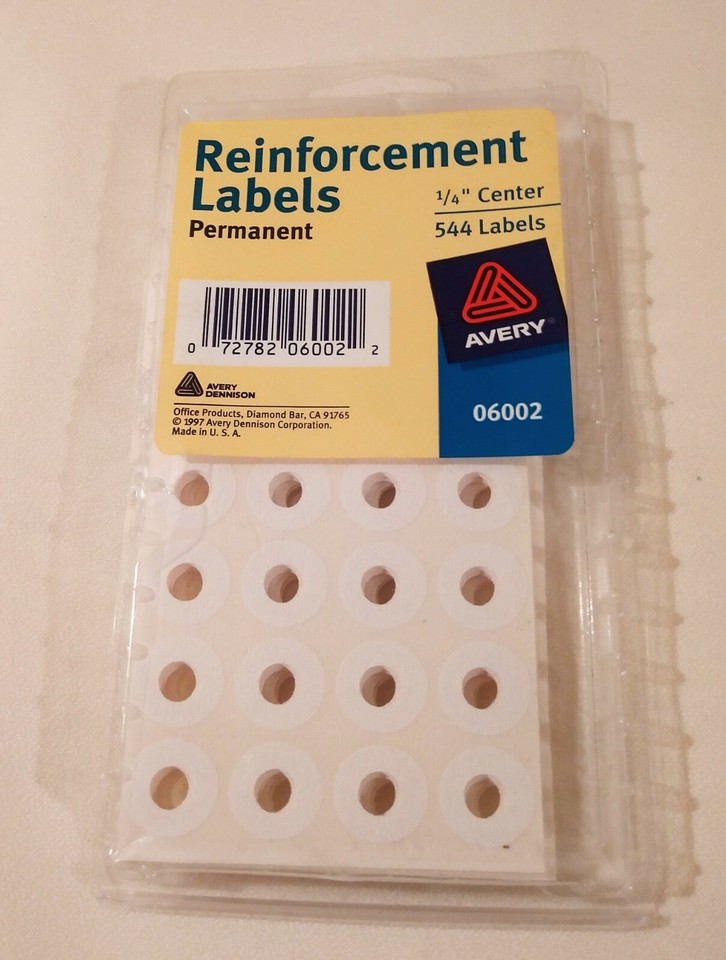 Reinforcement
Labels
Permanent
1/4" Center
544 Labels
AVERY®
0 72782 06002 2
AVERY
DENNISON
06002
Office Products, Diamond Bar, CA 91765
© 1997 Avery Dennison Corporation.
Made in U. S. A.